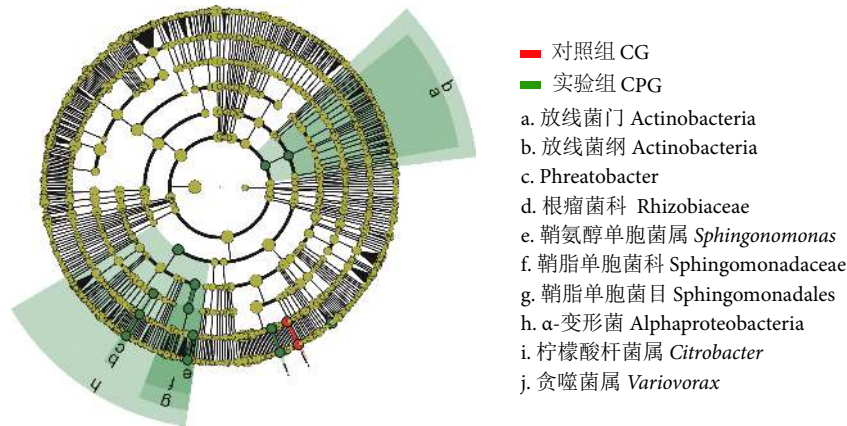 b
a
c
b
h
g
f
e
对照组 CG
实验组 CPG
a. 放线菌门 Actinobacteria
b. 放线菌纲 Actinobacteria
c. Phreatobacter
d. 根瘤菌科 Rhizobiaceae
e. 鞘氨醇单胞菌属 Sphingonomonas
f. 鞘脂单胞菌科 Sphingomonadaceae
g. 鞘脂单胞菌目 Sphingomonadales
h. α-变形菌 Alphaproteobacteria
i. 柠檬酸杆菌属 Citrobacter
j. 贪噬菌属 Variovorax